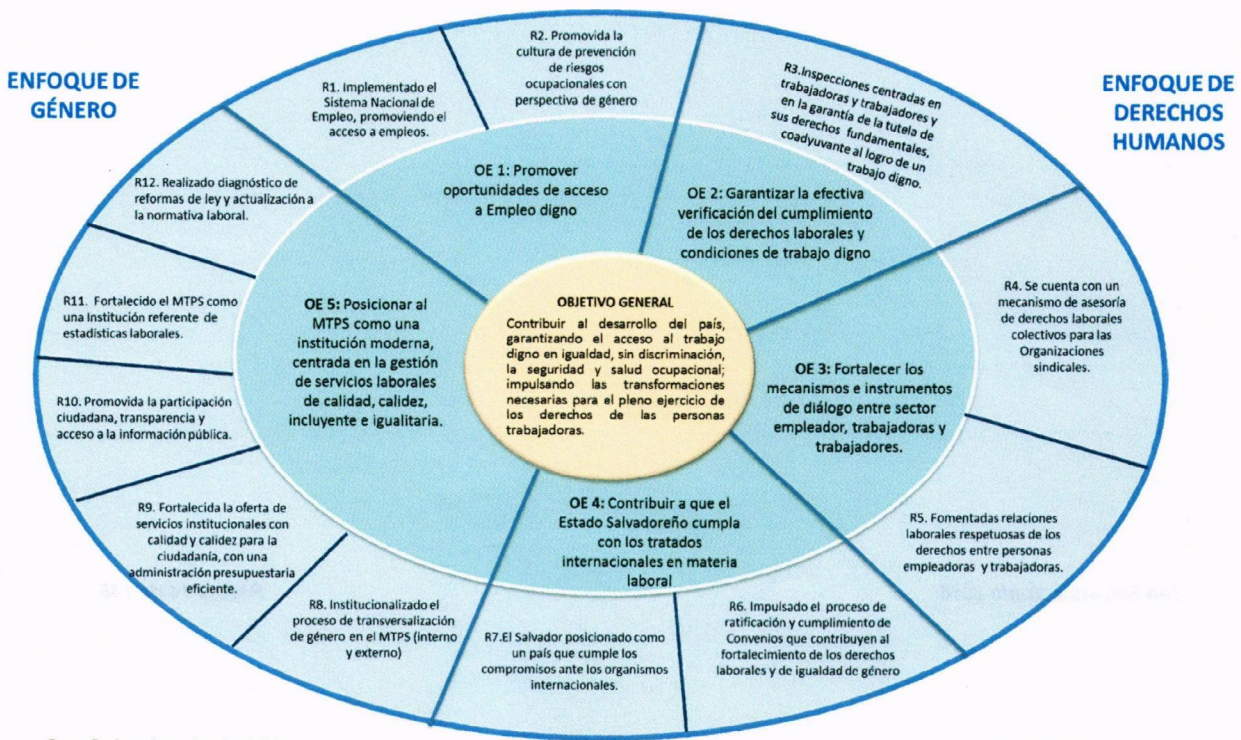 ENFOQUE DE
GÉNERO
ENFOQUE DE
DERECHOS
HUMANOS
R1. Implementado el
Sistema Nacional de
Empleo, promoviendo el
acceso a empleos.
R2. Promovida la
cultura de prevención
de riesgos
ocupacionales con
perspectiva de género
R3.Inspecciones centradas en
trabajadoras y trabajadores y
en la garantía de la tutela de
sus derechos fundamentales,
coadyuvante al logro de un
trabajo digno.
R4. Se cuenta con un
mecanismo de asesoría
de derechos laborales
colectivos para las
Organizaciones
sindicales.
R5. Fomentadas relaciones
laborales respetuosas de los
derechos entre personas
empleadoras y trabajadoras.
R6. Impulsado el proceso de
ratificación y cumplimiento de
Convenios que contribuyen al
fortalecimiento de los derechos
laborales y de igualdad de género
R7.El Salvador posicionado como
un país que cumple los
compromisos ante los organismos
internacionales.
R8. Institucionalizado el
proceso de transversalización
de género en el MTPS (interno
y externo)
R9. Fortalecida la oferta de
servicios institucionales con
calidad y calidez para la
ciudadanía, con una
administración presupuestaria
eficiente.
R10. Promovida la participación
ciudadana, transparencia y
acceso a la información pública.
R11. Fortalecido el MTPS como
una Institución referente de
estadísticas laborales.
R12. Realizado diagnóstico de
reformas de ley y actualización a
la normativa laboral.
OE 1: Promover
oportunidades de acceso
a Empleo digno
OE 2: Garantizar la efectiva
verificación del cumplimiento
de los derechos laborales y
condiciones de trabajo digno
OE 3: Fortalecer los
mecanismos e instrumentos
de diálogo entre sector
empleador, trabajadoras y
trabajadores.
OE 4: Contribuir a que el
Estado Salvadoreño cumpla
con los tratados
internacionales en materia
laboral
OE 5: Posicionar al
MTPS como una
institución moderna,
centrada en la gestión
de servicios laborales
de calidad, calidez,
incluyente e igualitaria.
OBJETIVO GENERAL
Contribuir al desarrollo del país,
garantizando el acceso al trabajo
digno en igualdad, sin discriminación,
la seguridad y salud ocupacional;
impulsando las transformaciones
necesarias para el pleno ejercicio de
los derechos de las personas
trabajadoras.